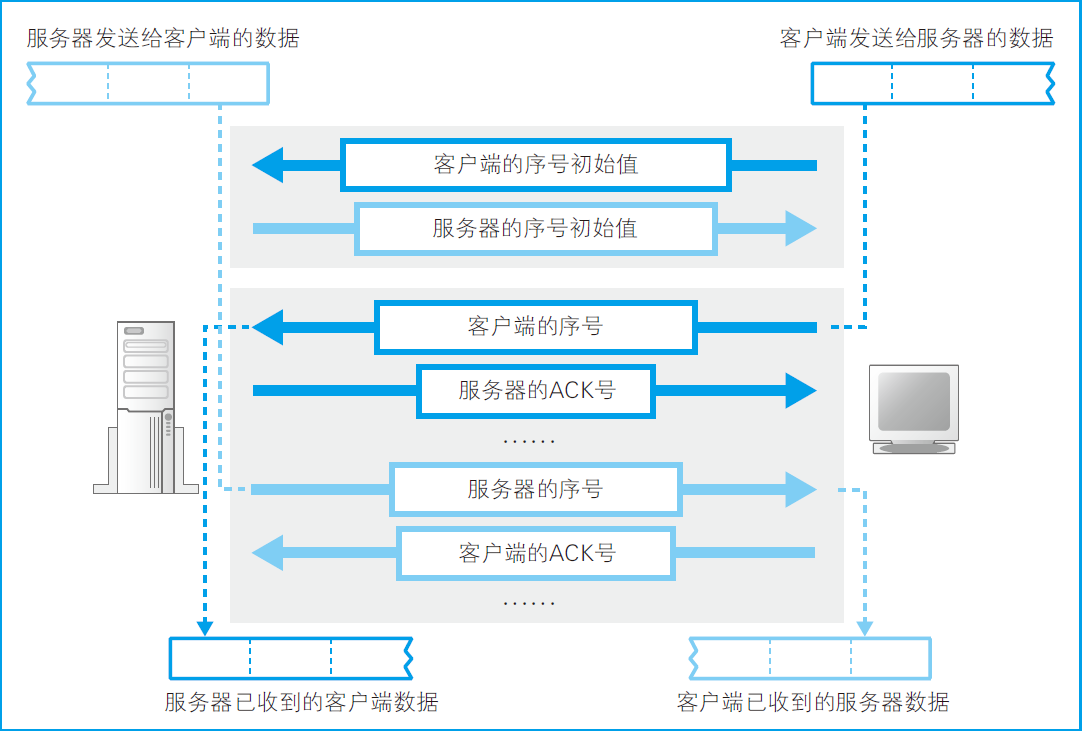 服务器发送给客户端的数据
客户端发送给服务器的数据
客户端的序号初始值
服务器的序号初始值
客户端的序号
服务器的ACK号
······
服务器的序号
客户端的ACK号
······
服务器已收到的客户端数据
客户端已收到的服务器数据